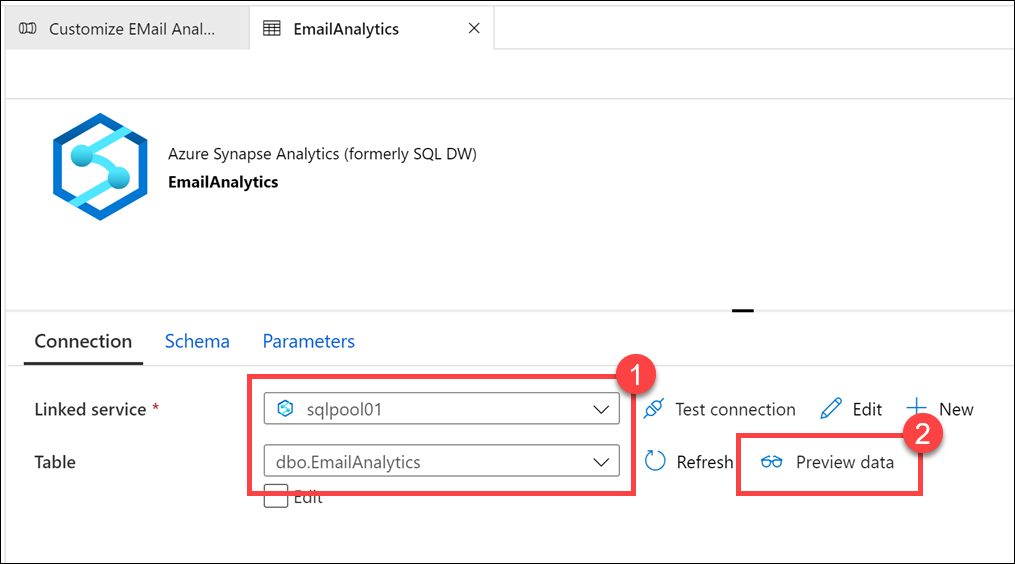 Customize EMail Anal...
EmailAnalytics
Azure Synapse Analytics (formerly SQL DW)
EmailAnalytics
Connection
Schema
Parameters
1
Linked service *
sqlpool01
Test connection
Edit
New
2
Table
dbo.EmailAnalytics
Refresh
Preview data
Edit